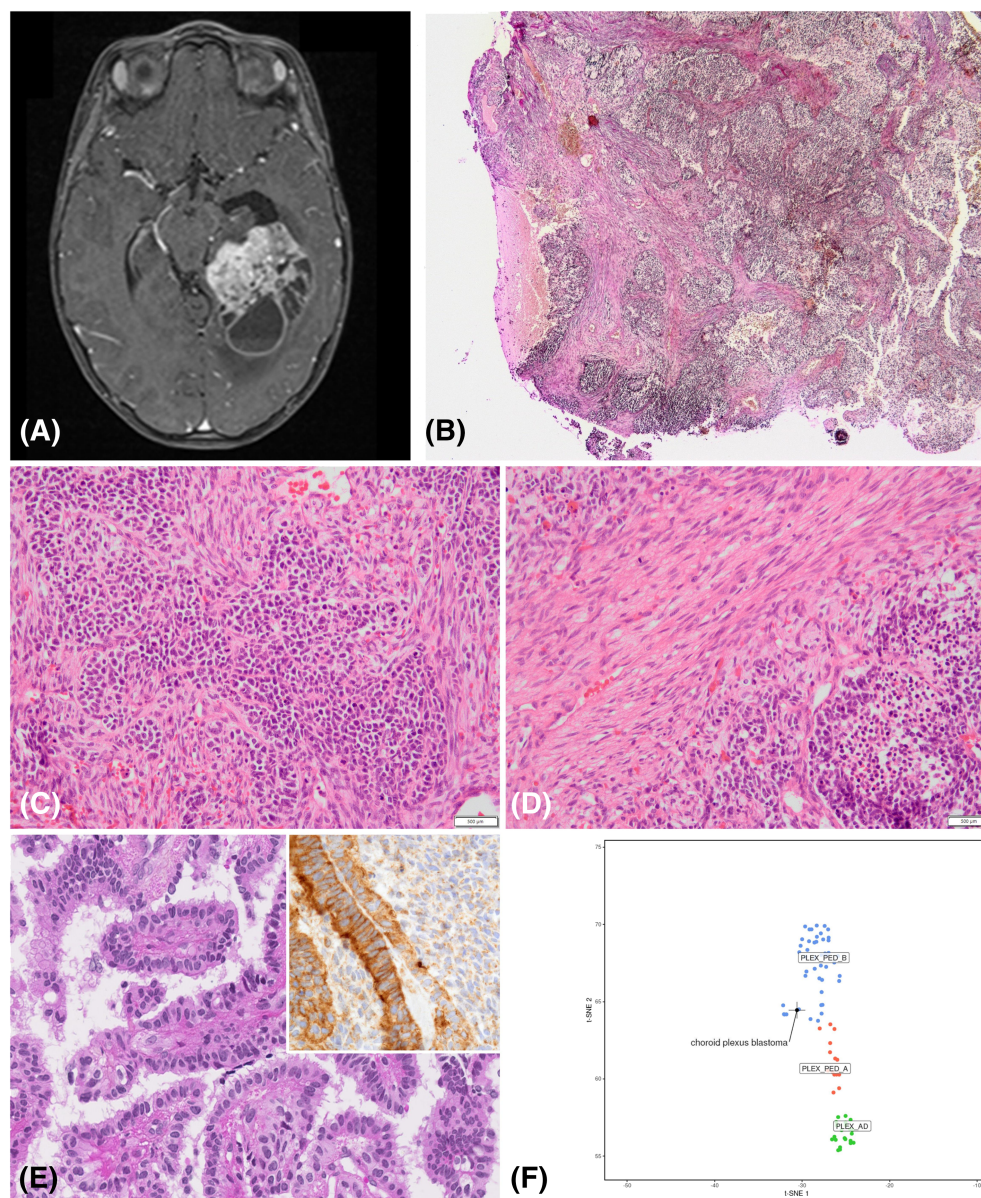 (A)
(B)
(C)
500 µm
(D)
500 µm
(E)
75
70
PLEX_PED_B
65
choroid plexus blastoma
PLEX_PED_A
60
PLEX_AD
55
t-SNE 2
-50
-40
-30
-20
-10
t-SNE 1
(F)